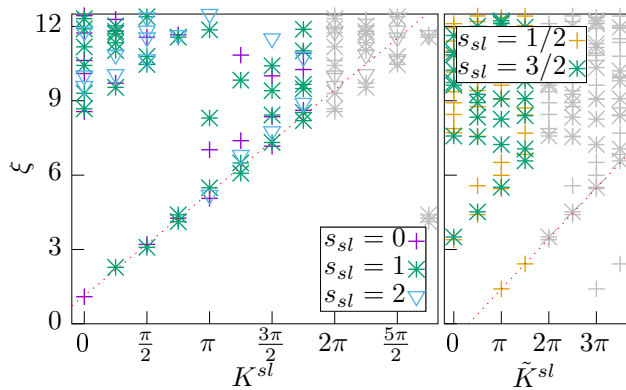 12
9
6
3
0
ξ
s_{sl} = 0
s_{sl} = 1
s_{sl} = 2
0 π/2 π 3π/2 2π 5π/2
K^{sl}
s_{sl} = 1/2
s_{sl} = 3/2
0 π 2π 3π
K̃^{sl}